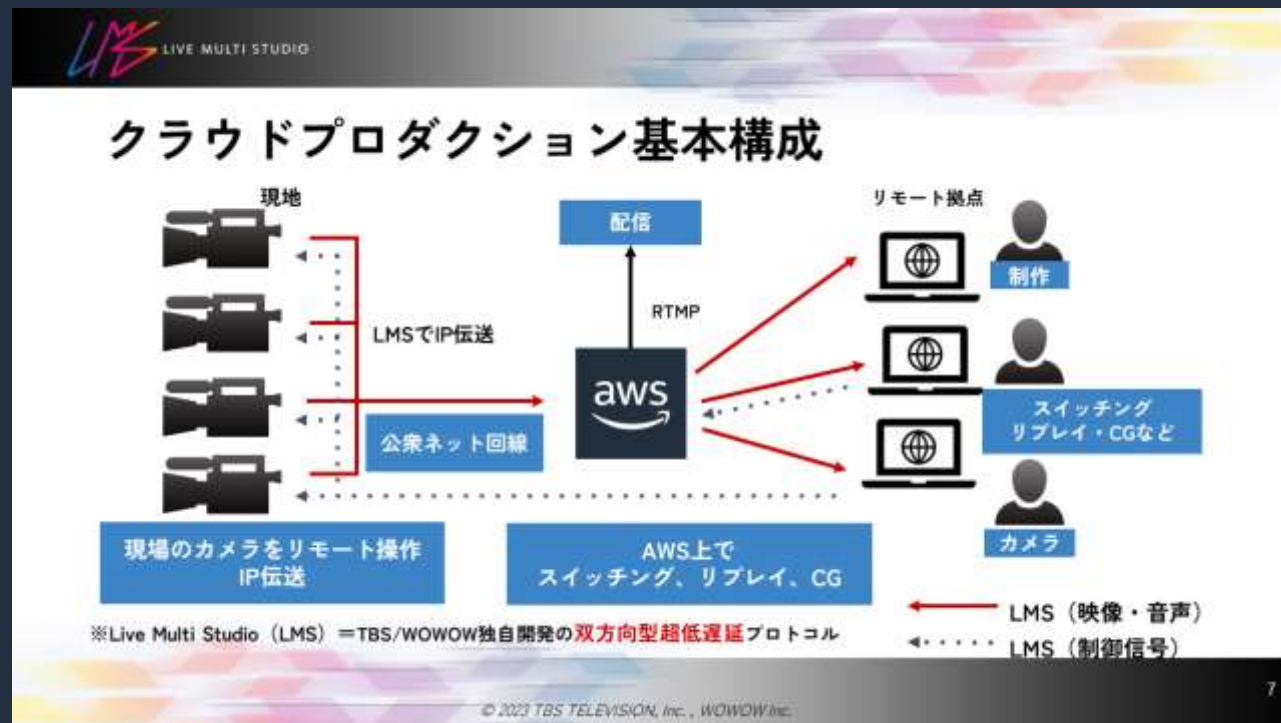 LMS LIVE MULTI STUDIO
クラウドプロダクション基本構成
現地
配信
リモート拠点
制作
RTMP
LMSでIP伝送
aws
公衆ネット回線
スイッチング
リプレイ・CGなど
カメラ
現場のカメラをリモート操作
IP伝送
AWS上で
スイッチング、リプレイ、CG
LMS（映像・音声）
LMS（制御信号）
※Live Multi Studio（LMS）＝TBS/WOWOW独自開発の双方向型超低遅延プロトコル
7
© 2023 TBS TELEVISION, Inc. , WOWOW Inc.